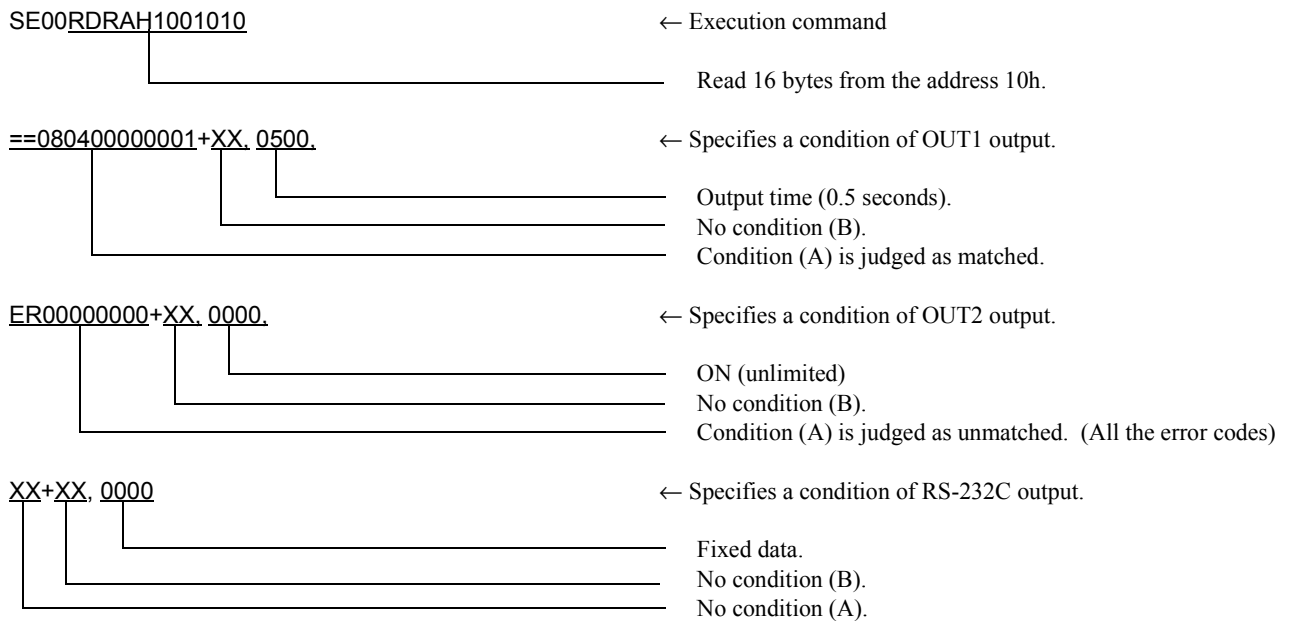 SE00RDRAH1001010 ← Execution command
Read 16 bytes from the address 10h.
==080400000001+XX, 0500, ← Specifies a condition of OUT1 output.
Output time (0.5 seconds).
No condition (B).
Condition (A) is judged as matched.
ER00000000+XX, 0000, ← Specifies a condition of OUT2 output.
ON (unlimited)
No condition (B).
Condition (A) is judged as unmatched. (All the error codes)
XX+XX, 0000 ← Specifies a condition of RS-232C output.
Fixed data.
No condition (B).
No condition (A).